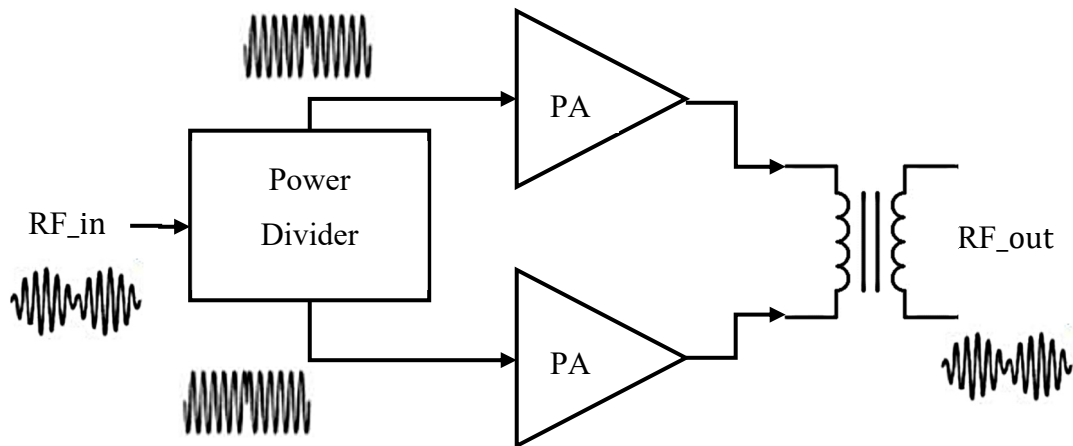 PA
Power
Divider
RF_in
RF_out
PA